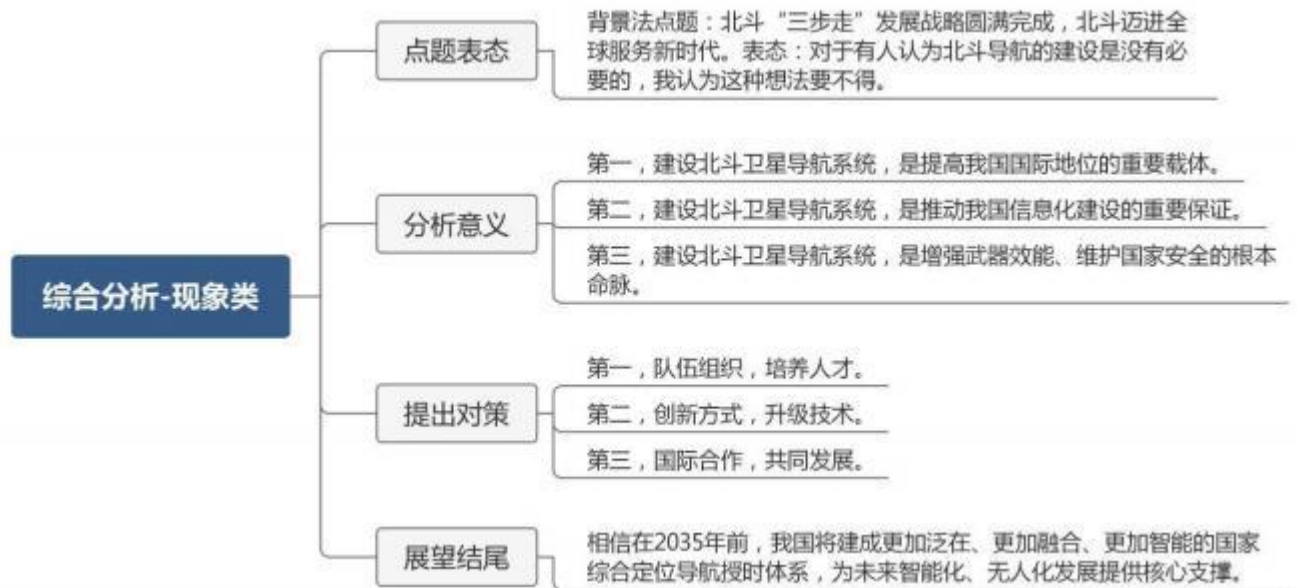 综合分析-现象类
点题表态
背景法点题：北斗“三步走”发展战略圆满完成，北斗迈进全
球服务新时代。表态：对于有人认为北斗导航的建设是没有必
要的，我认为这种想法要不得。
分析意义
第一，建设北斗卫星导航系统，是提高我国国际地位的重要载体。
第二，建设北斗卫星导航系统，是推动我国信息化建设的重要保证。
第三，建设北斗卫星导航系统，是增强武器效能、维护国家安全的根本
命脉。
提出对策
第一，队伍组织，培养人才。
第二，创新方式，升级技术。
第三，国际合作，共同发展。
展望结尾
相信在2035年前，我国将建成更加泛在、更加融合、更加智能的国家
综合定位导航授时体系，为未来智能化、无人化发展提供核心支撑。